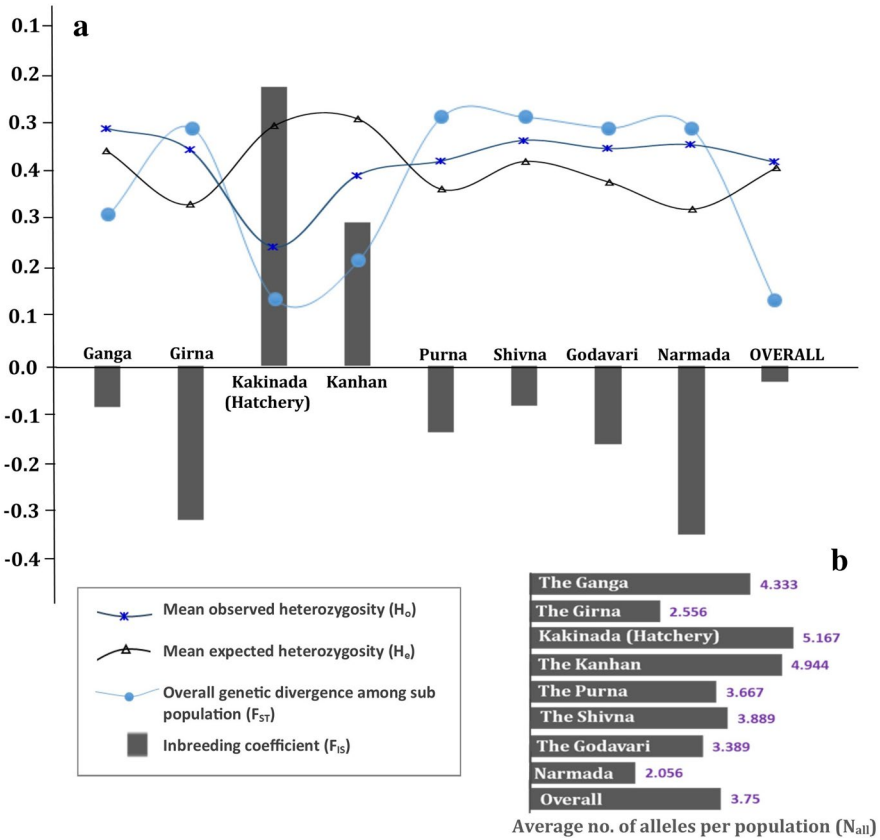 a
0.1
0.2
0.3
0.4
0.3
0.2
0.1
0.0
-0.1
-0.2
-0.3
-0.4
Ganga
Girna
Kakinada
(Hatchery)
Kanhan
Purna
Shivna
Godavari
Narmada
OVERALL
Mean observed heterozygosity (Ho)
Mean expected heterozygosity (He)
Overall genetic divergence among sub
population (FST)
Inbreeding coefficient (FIS)
b
The Ganga 4.333
The Girna 2.556
Kakinada (Hatchery) 5.167
The Kanhan 4.944
The Purna 3.667
The Shivna 3.889
The Godavari 3.389
Narmada 2.056
Overall 3.75
Average no. of alleles per population (Nall)